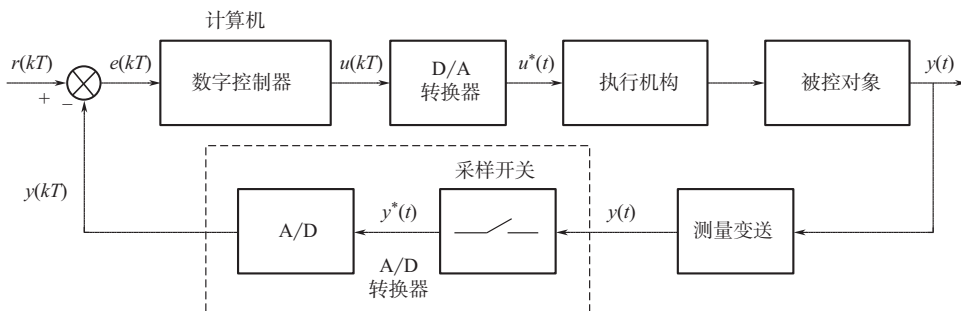 计算机
r(kT)
+
−
e(kT)
数字控制器
u(kT)
D/A
转换器
u*(t)
执行机构
被控对象
y(t)
y(kT)
A/D
y*(t)
A/D
转换器
采样开关
y(t)
测量变送